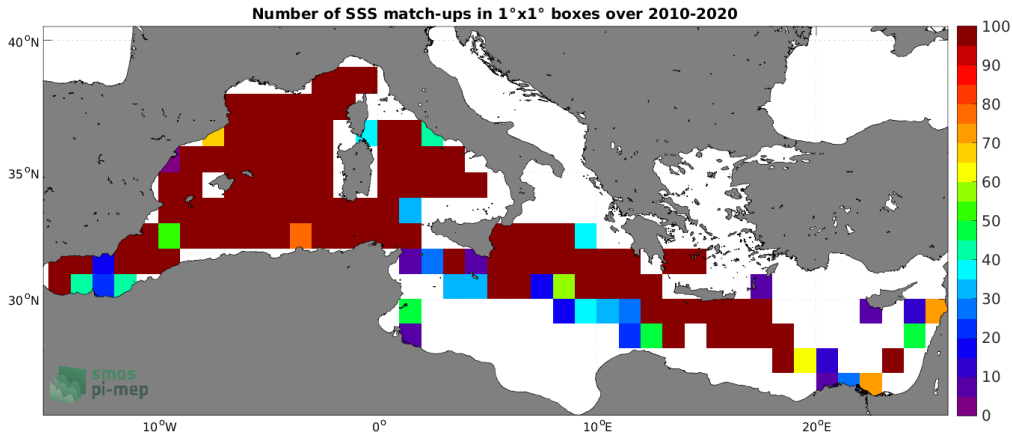 Number of SSS match-ups in 1°x1° boxes over 2010-2020
40°N
35°N
30°N
10°W
0°
10°E
20°E
100
90
80
70
60
50
40
30
20
10
0
smos
pi-mep